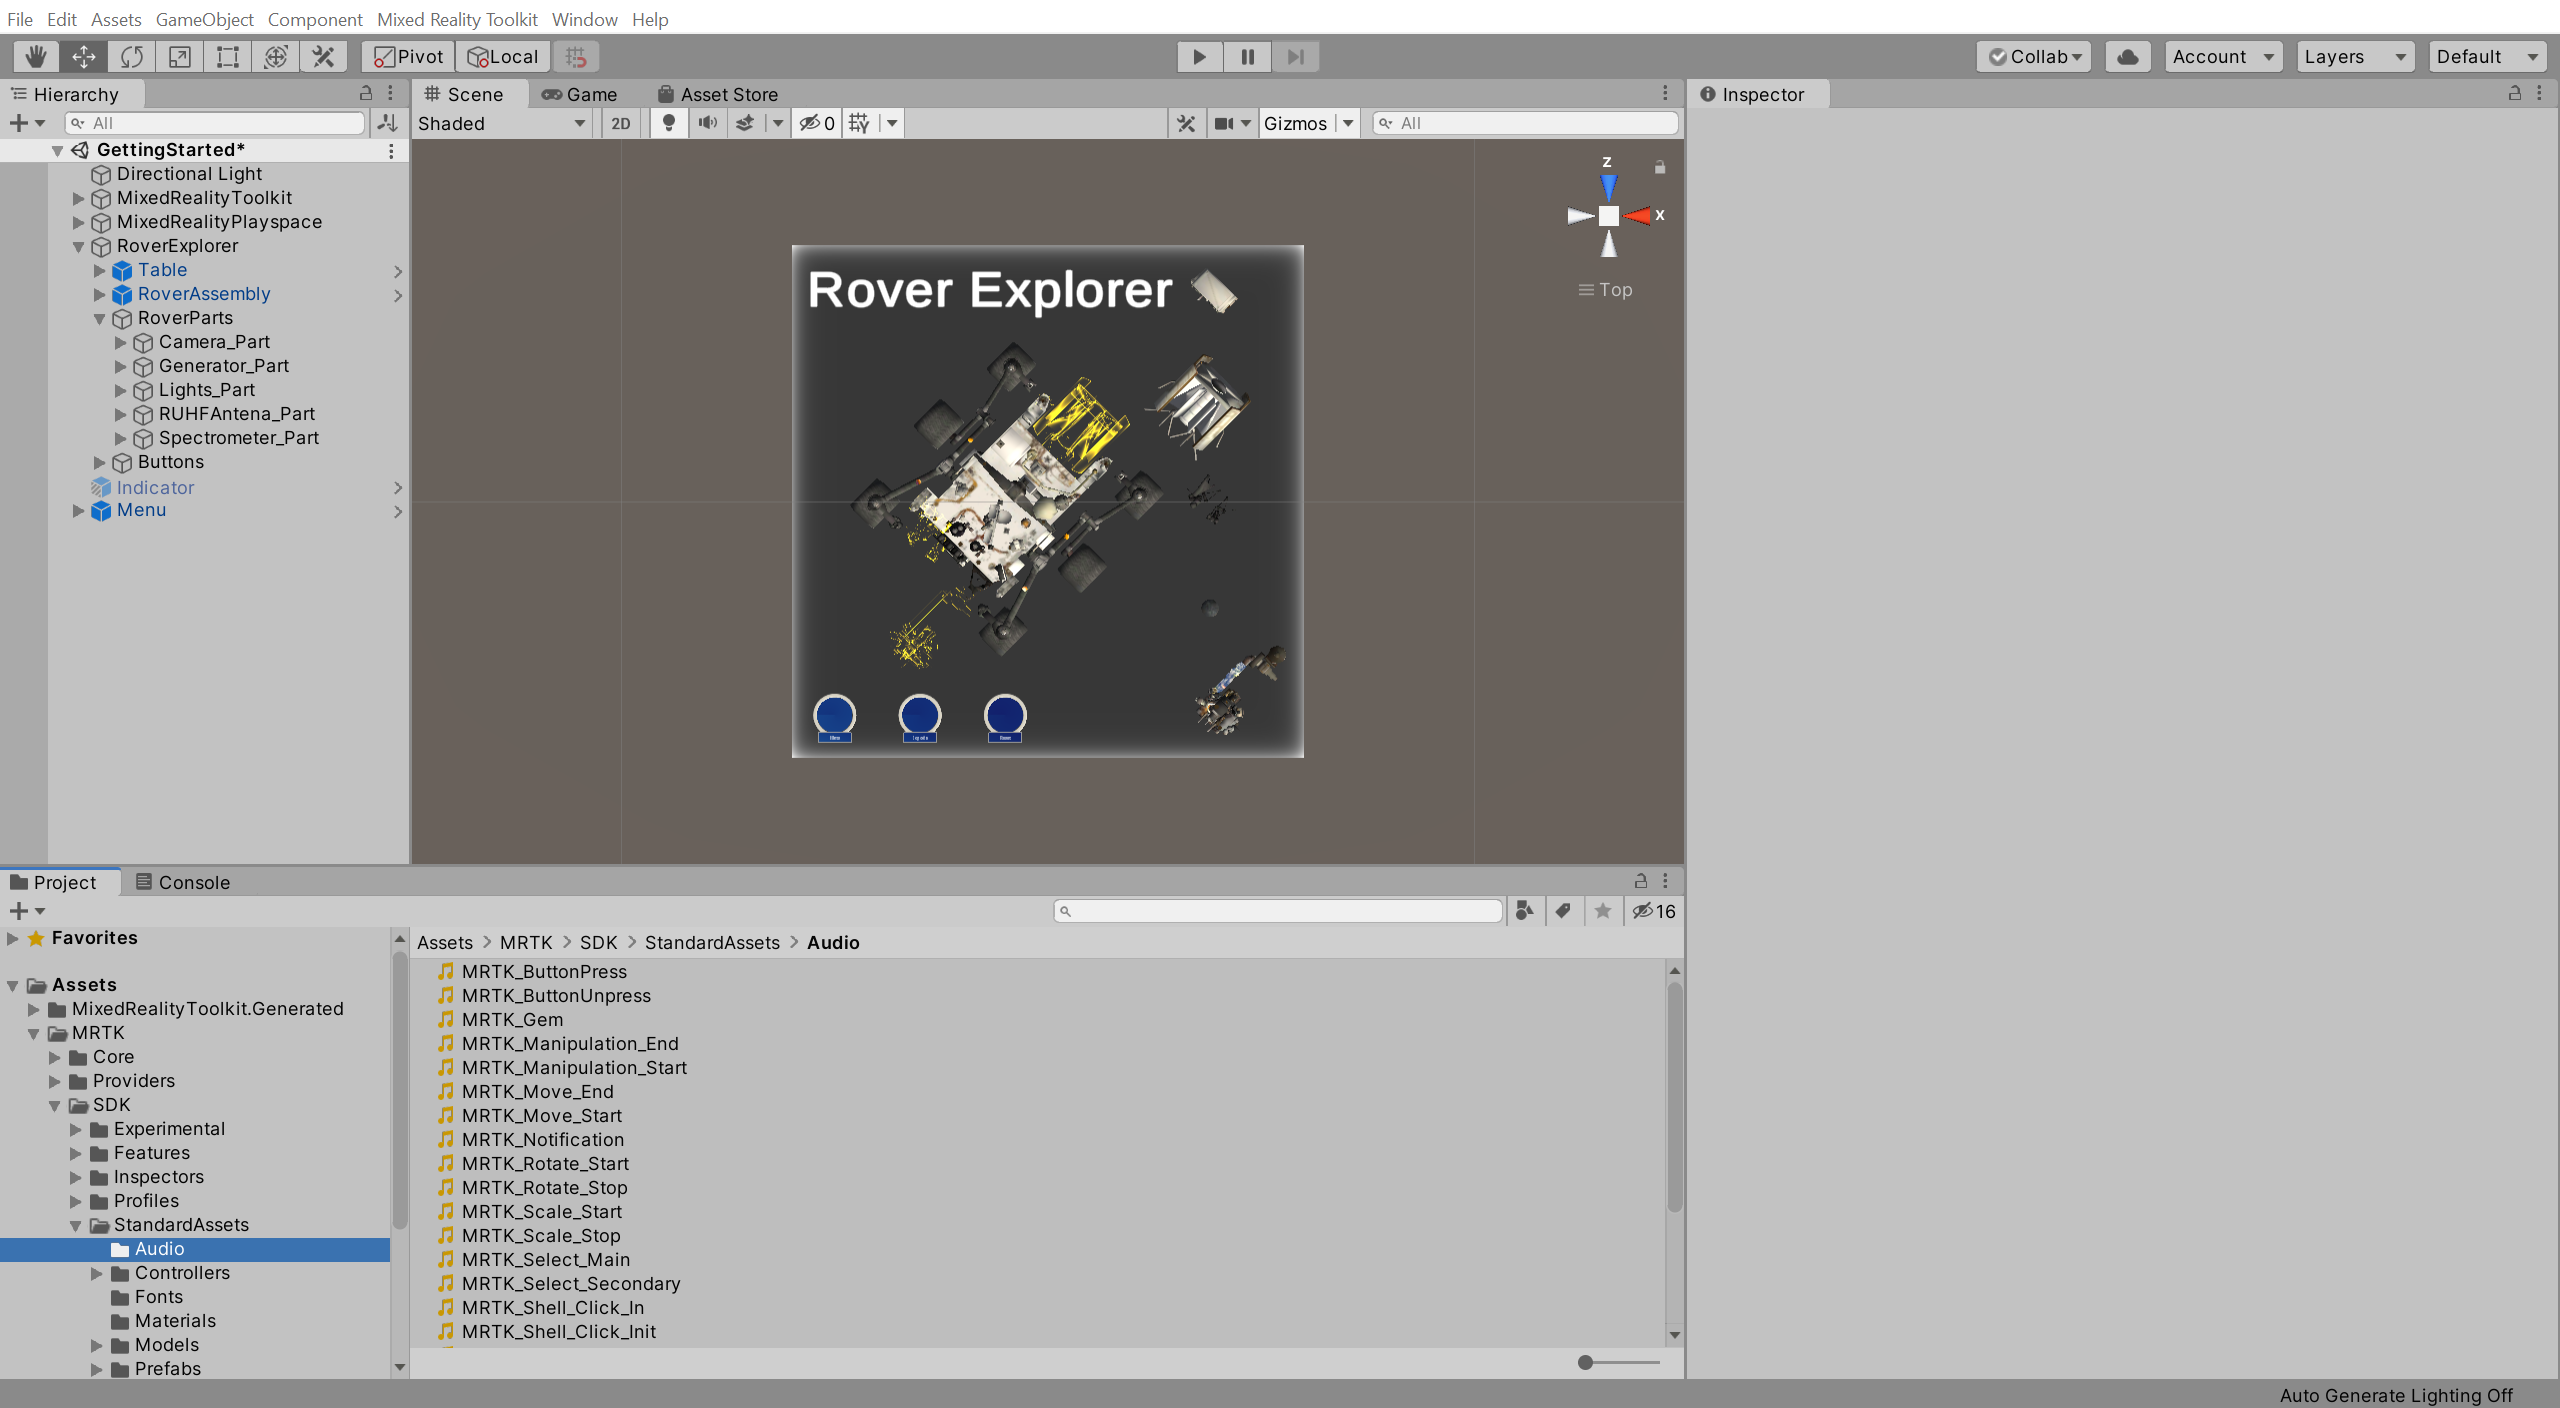 File Edit Assets GameObject Component Mixed Reality Toolkit Window Help
Pivot Local Collab Account Layers Default
Hierarchy
All
GettingStarted*
Directional Light
MixedRealityToolkit
MixedRealityPlayspace
RoverExplorer
Table
RoverAssembly
RoverParts
Camera_Part
Generator_Part
Lights_Part
RUHFAntena_Part
Spectrometer_Part
Buttons
Indicator
Menu
Scene Game Asset Store
Shaded 2D 0 Gizmos All
z
x
Top
Rover Explorer
Inspector
Project Console
16
Favorites
Assets
MixedRealityToolkit.Generated
MRTK
Core
Providers
SDK
Experimental
Features
Inspectors
Profiles
StandardAssets
Audio
Controllers
Fonts
Materials
Models
Prefabs
Assets > MRTK > SDK > StandardAssets > Audio
MRTK_ButtonPress
MRTK_ButtonUnpress
MRTK_Gem
MRTK_Manipulation_End
MRTK_Manipulation_Start
MRTK_Move_End
MRTK_Move_Start
MRTK_Notification
MRTK_Rotate_Start
MRTK_Rotate_Stop
MRTK_Scale_Start
MRTK_Scale_Stop
MRTK_Select_Main
MRTK_Select_Secondary
MRTK_Shell_Click_In
MRTK_Shell_Click_Init
Auto Generate Lighting Off